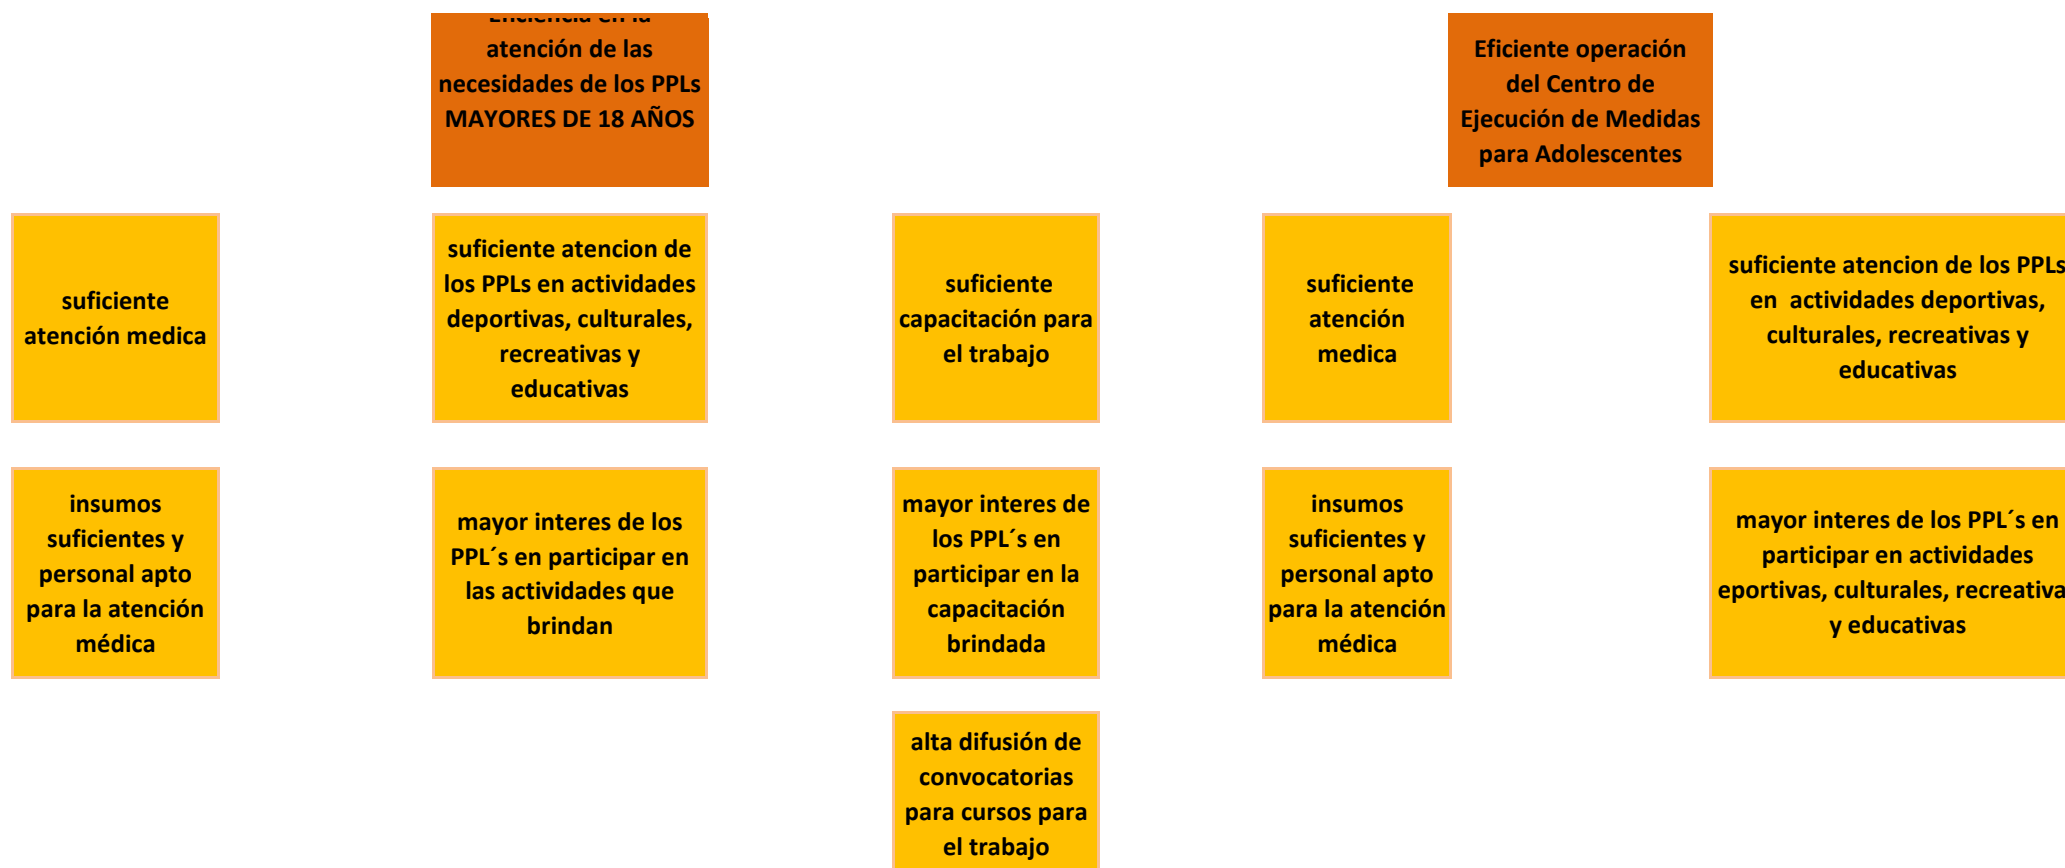 Eficiencia en la
atención de las
necesidades de los PPLs
MAYORES DE 18 AÑOS
Eficiente operación
del Centro de
Ejecución de Medidas
para Adolescentes
suficiente
atención medica
suficiente atencion de
los PPLs en actividades
deportivas, culturales,
recreativas y
educativas
suficiente
capacitación para
el trabajo
suficiente
atención
medica
suficiente atencion de los PPLs
en actividades deportivas,
culturales, recreativas y
educativas
insumos
suficientes y
personal apto
para la atención
médica
mayor interes de los
PPL´s en participar en
las actividades que
brindan
mayor interes de
los PPL´s en
participar en la
capacitación
brindada
insumos
suficientes y
personal apto
para la atención
médica
mayor interes de los PPL´s en
participar en actividades
eportivas, culturales, recreativa
y educativas
alta difusión de
convocatorias
para cursos para
el trabajo